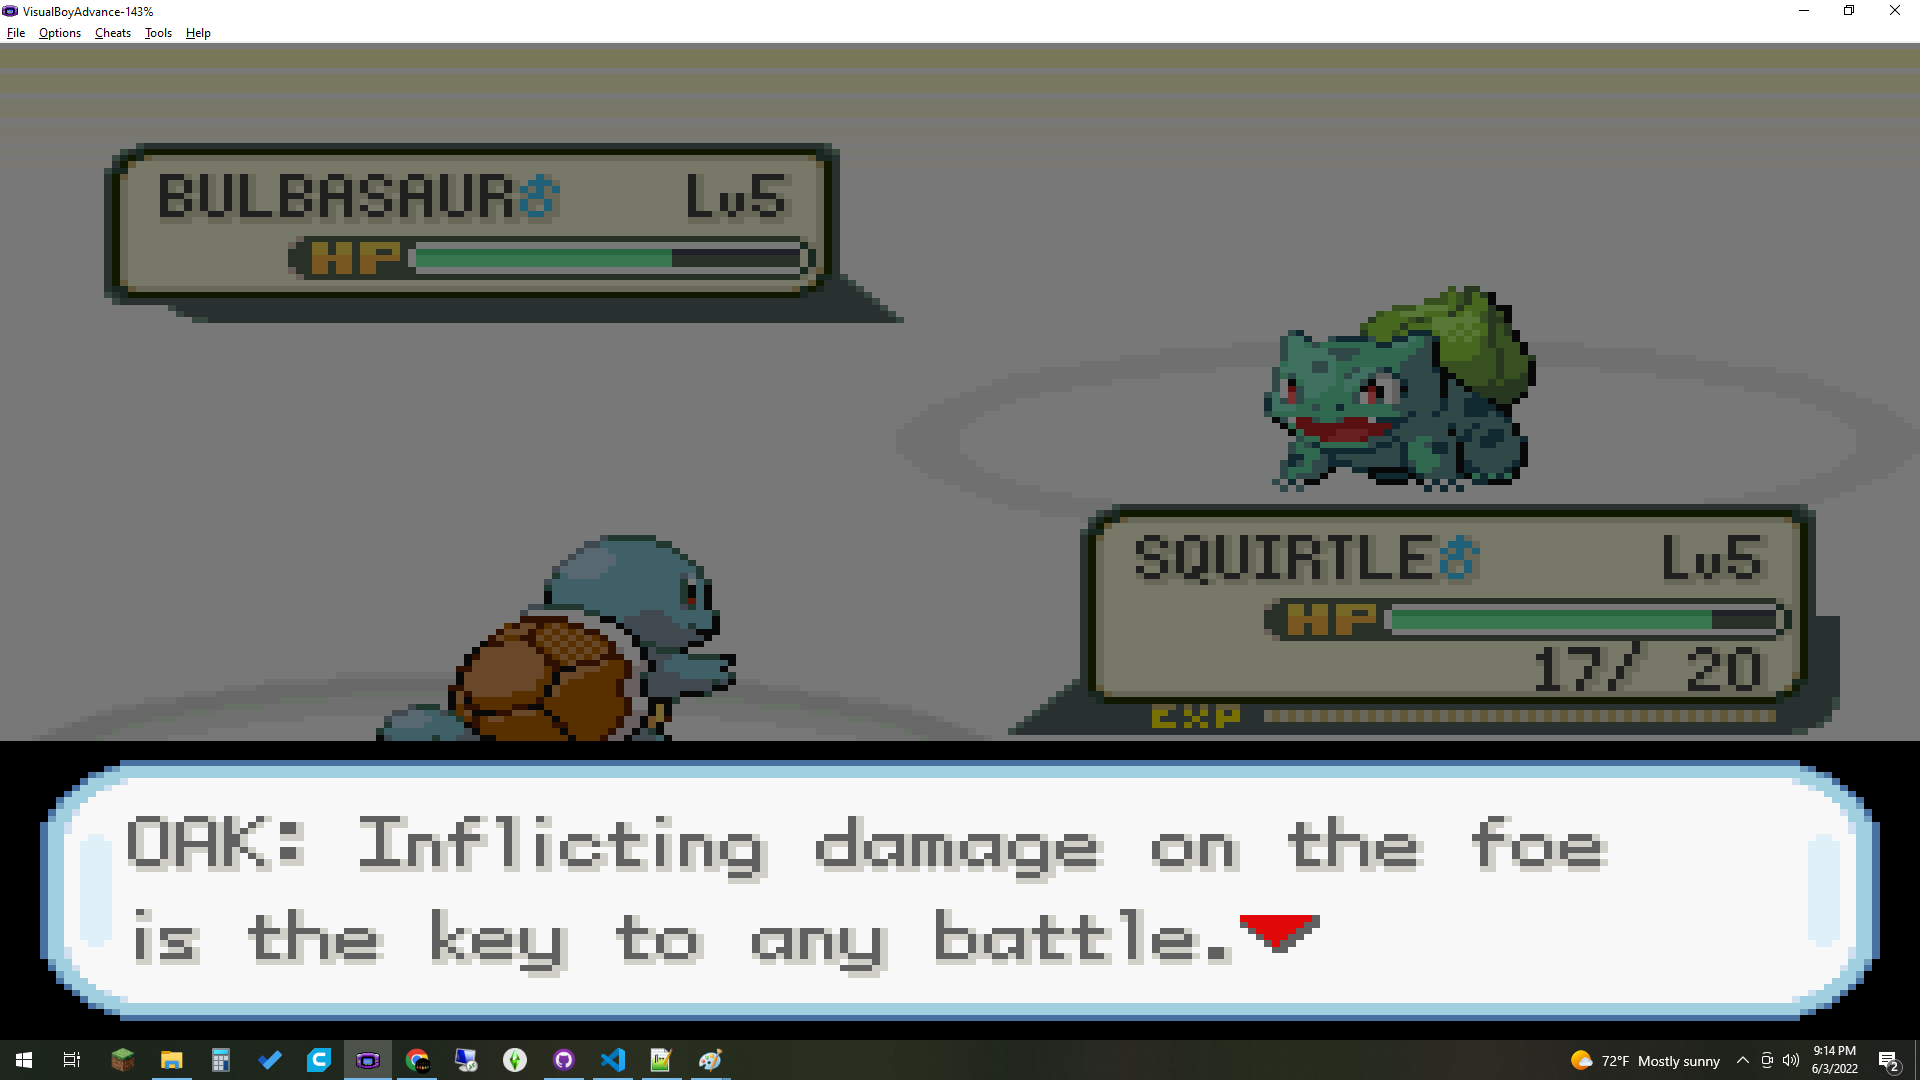 VisualBoyAdvance-143%
File Options Cheats Tools Help
BULBASAUR♂ Lv5
HP
SQUIRTLE♂ Lv5
HP
17/ 20
EXP
OAK: Inflicting damage on the foe
is the key to any battle.
72°F Mostly sunny
9:14 PM
6/3/2022
2